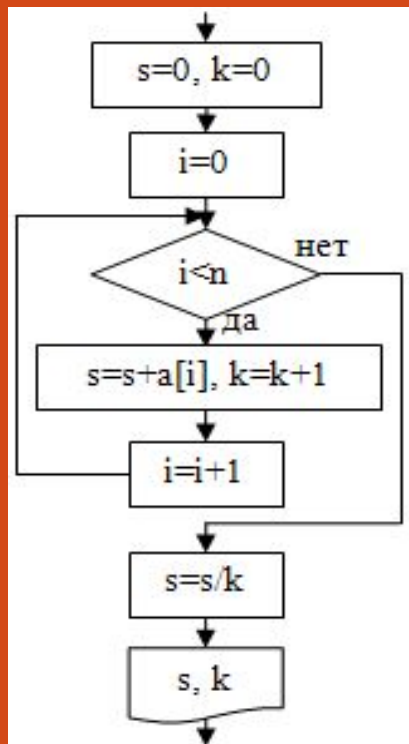 s=0, k=0
i=0
нет
i<n
да
s=s+a[i], k=k+1
i=i+1
s=s/k
s, k